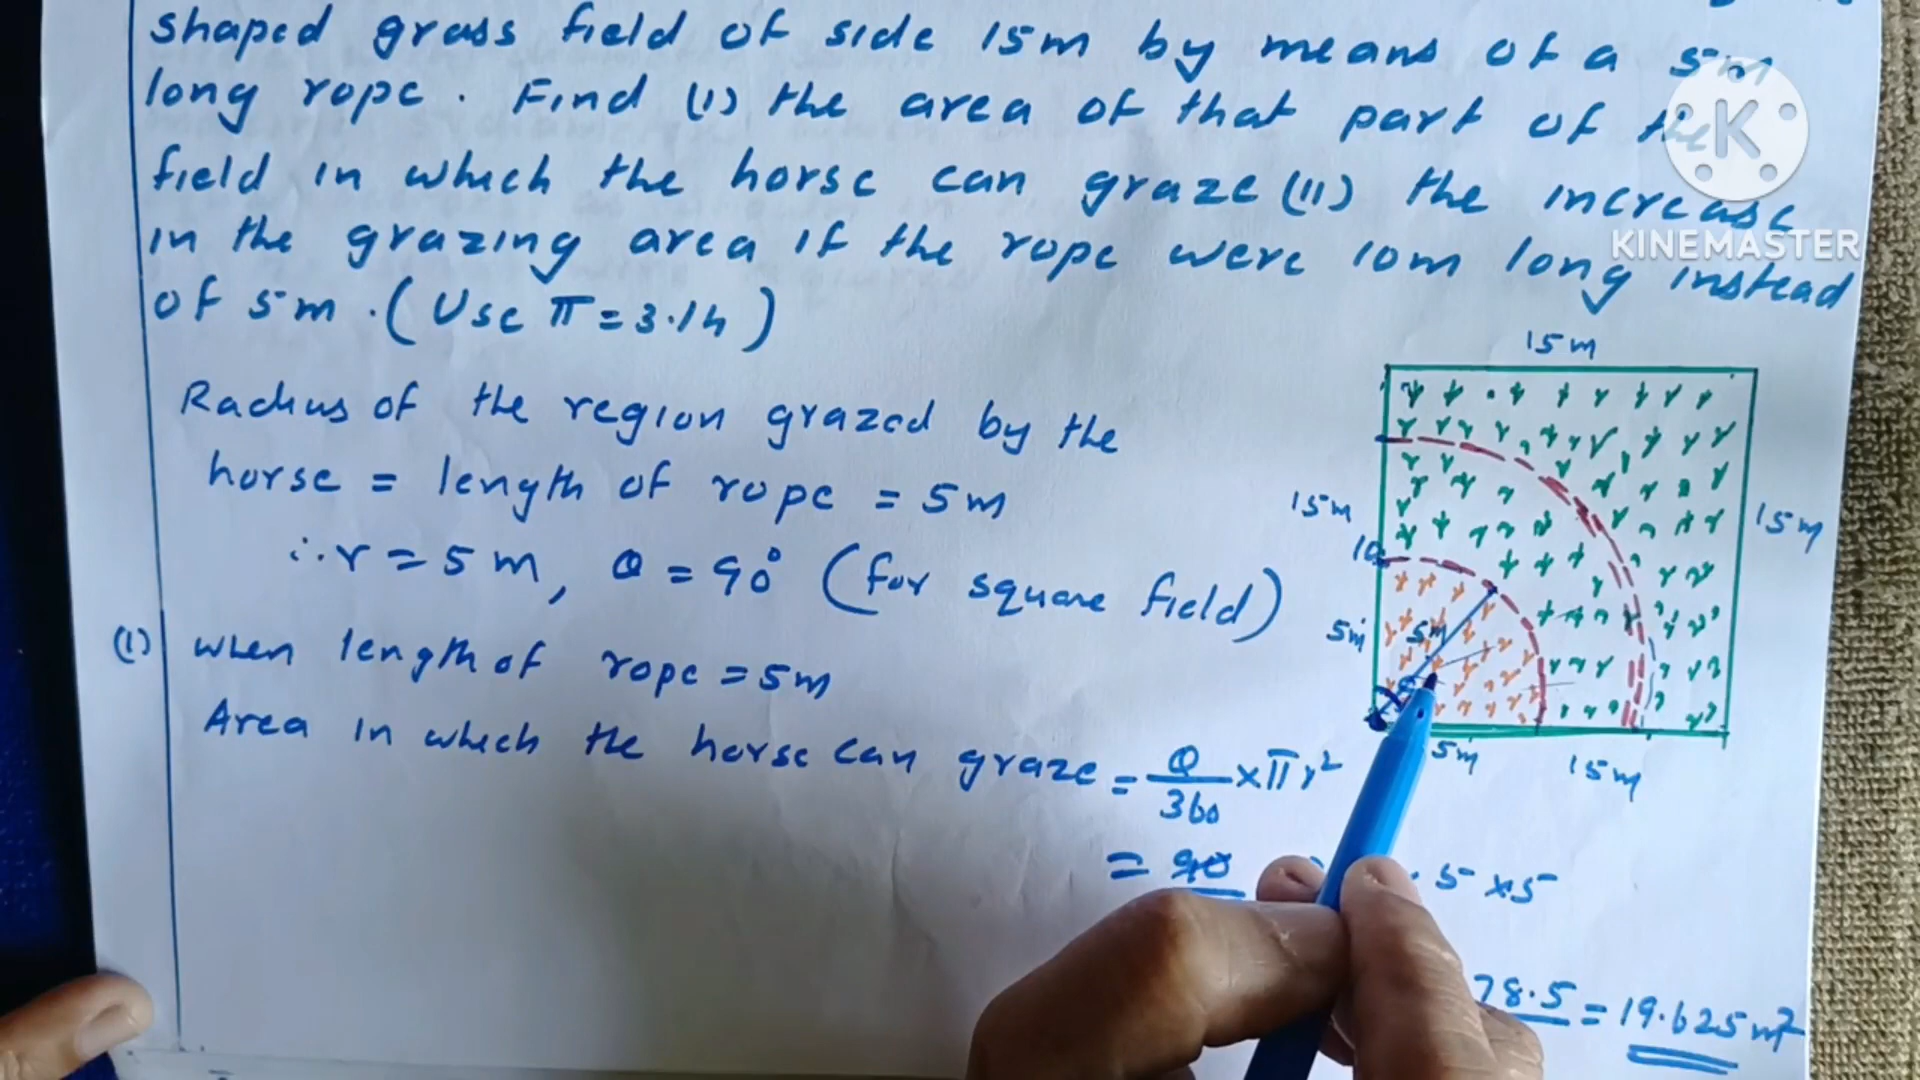 shaped grass field of side 15m by means of a 5m
long rope. Find (1) the area of that part of the
field in which the horse can graze (11) the increase
in the grazing area if the rope were 10m long instead
of 5m. (Use π = 3.14)
K
KINEMASTER
Radius of the region grazed by the
horse = length of rope = 5m
∴ r = 5m, θ = 90° (for square field)
(1) when length of rope = 5m
Area in which the horse can graze = θ/360 × πr²
= 90 5×5
78.5 = 19.625 m²
15m
15m
15m
10
5m
5m
5m
15m